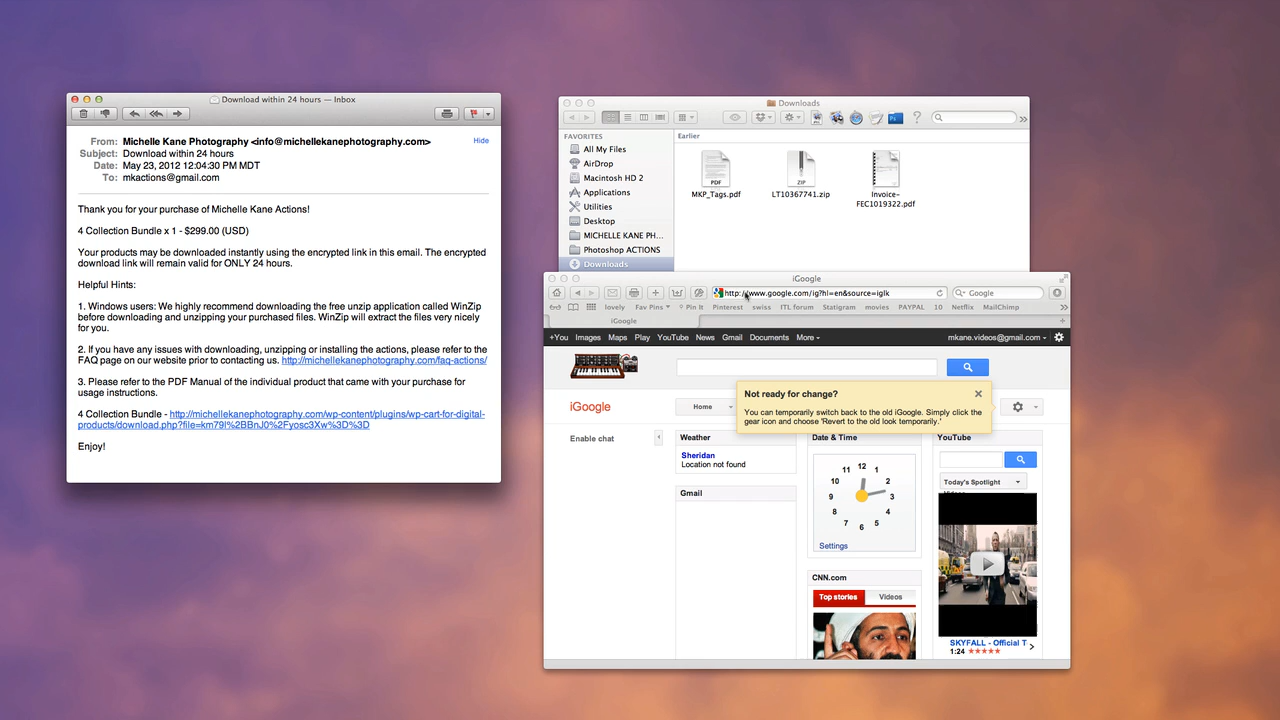 Download within 24 hours — Inbox
From: Michelle Kane Photography <info@michellekanephotography.com>
Hide
Subject: Download within 24 hours
Date: May 23, 2012 12:04:30 PM MDT
To: mkactions@gmail.com
Thank you for your purchase of Michelle Kane Actions!
4 Collection Bundle x 1 - $299.00 (USD)
Your products may be downloaded instantly using the encrypted link in this email. The encrypted
download link will remain valid for ONLY 24 hours.
Helpful Hints:
1. Windows users: We highly recommend downloading the free unzip application called WinZip
before downloading and unzipping your purchased files. WinZip will extract the files very nicely
for you.
2. If you have any issues with downloading, unzipping or installing the actions, please refer to the
FAQ page on our website prior to contacting us. http://michellekanephotography.com/faq-actions/
3. Please refer to the PDF Manual of the individual product that came with your purchase for
usage instructions.
4 Collection Bundle - http://michellekanephotography.com/wp-content/plugins/wp-cart-for-digital-
products/download.php?file=km79l%2BBnJ0%2Fyosc3Xw%3D%3D
Enjoy!
Downloads
FAVORITES
All My Files
AirDrop
Macintosh HD 2
Applications
Utilities
Desktop
MICHELLE KANE PH...
Photoshop ACTIONS
Downloads
Earlier
PDF
MKP_Tags.pdf
ZIP
LT10367741.zip
Invoice-
FEC1019322.pdf
iGoogle
http://www.google.com/ig?hl=en&source=iglk
Google
lovely Fav Pins Pin It Pinterest swiss ITL forum Statigram movies PAYPAL 10 Netflix MailChimp
iGoogle
+You Images Maps Play YouTube News Gmail Documents More
mkane.videos@gmail.com
iGoogle
Home
Not ready for change?
You can temporarily switch back to the old iGoogle. Simply click the
gear icon and choose 'Revert to the old look temporarily.'
Enable chat
Weather
Sheridan
Location not found
Gmail
Date & Time
12
1
2
3
4
5
6
7
8
9
10
11
Settings
CNN.com
Top stories Videos
YouTube
Today's Spotlight
SKYFALL - Official T
1:24